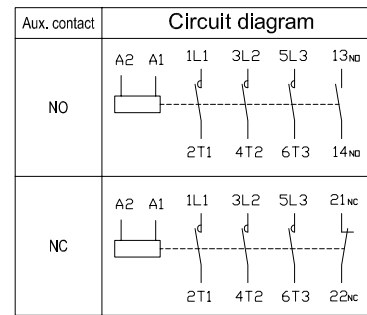 Aux. contact Circuit diagram
A2 A1 1L1 3L2 5L3 13NO
NO
2T1 4T2 6T3 14NO
A2 A1 1L1 3L2 5L3 21NC
NC
2T1 4T2 6T3 22NC